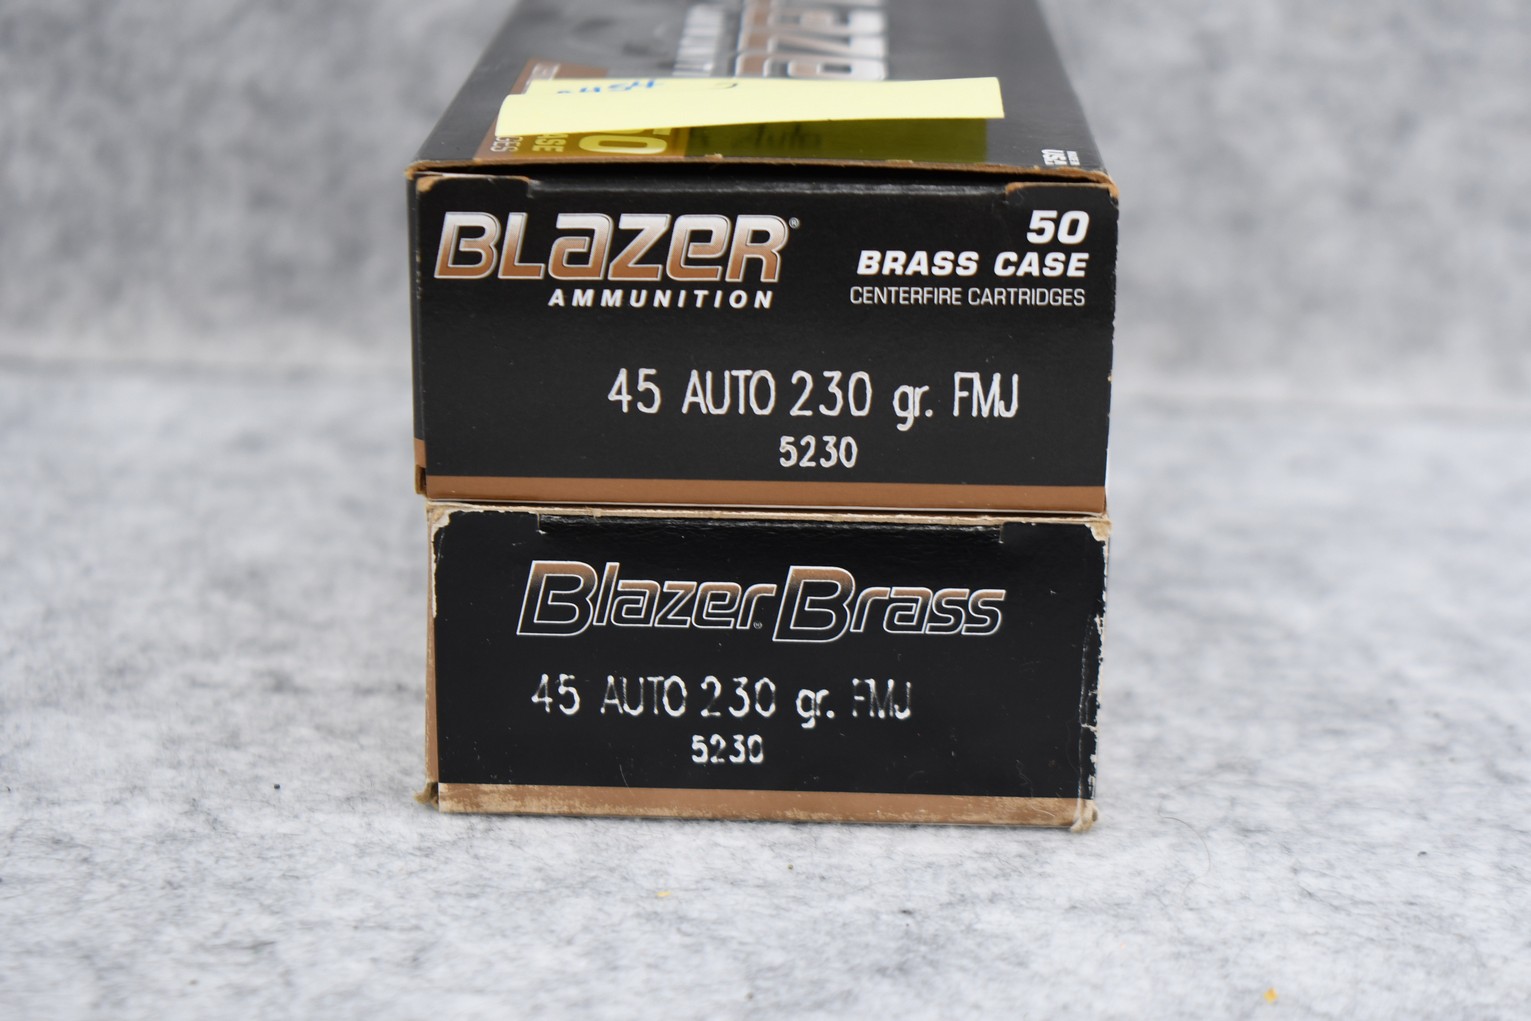 50
BLAZER®
AMMUNITION
50
BRASS CASE
CENTERFIRE CARTRIDGES
45 AUTO 230 gr. FMJ
5230
Blazer® Brass
45 AUTO 230 gr. FMJ
5230